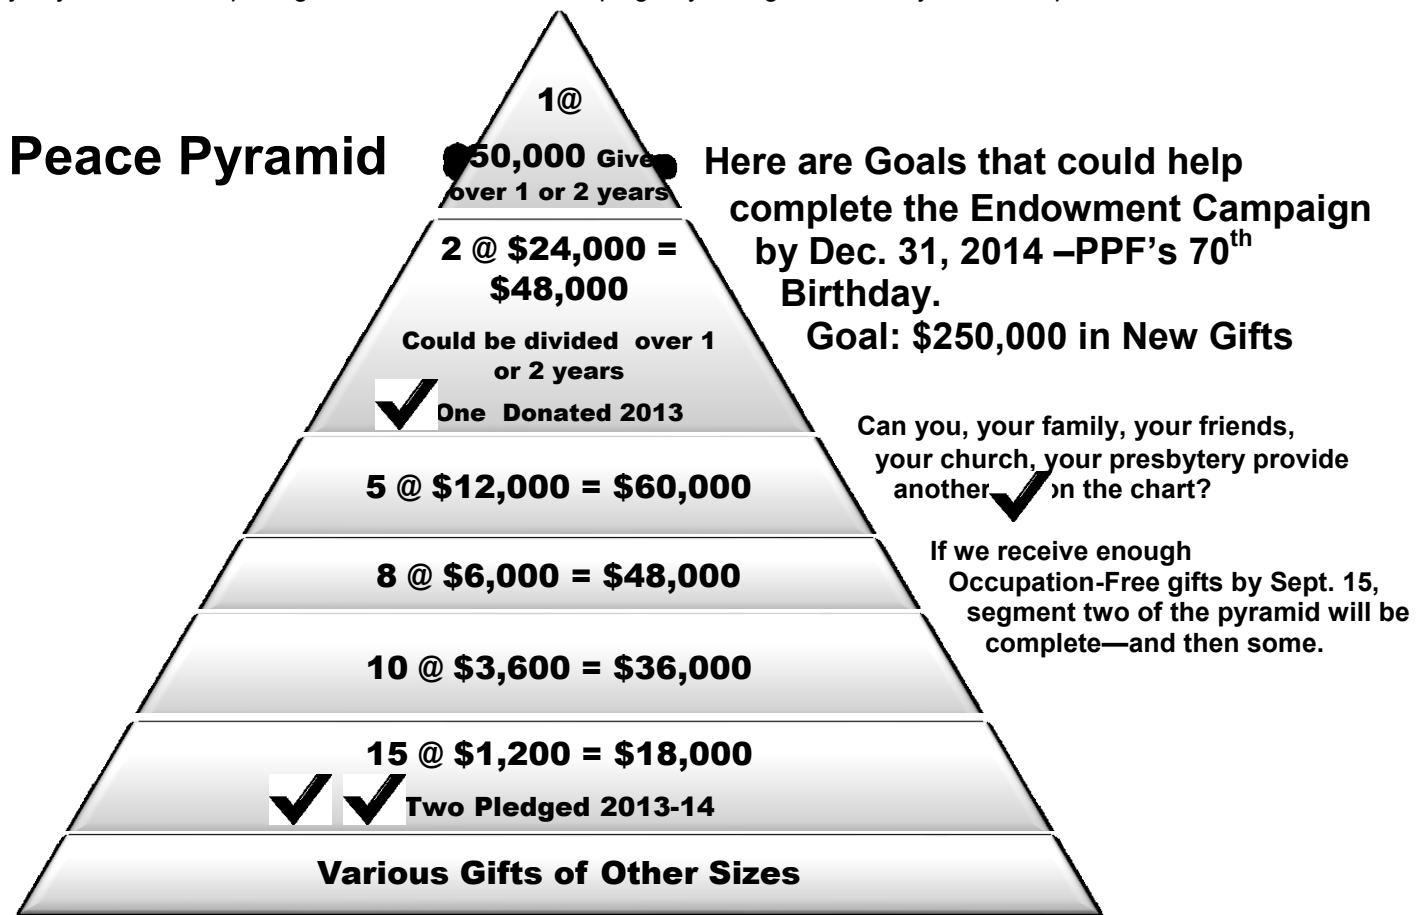 Peace Pyramid
1@
$50,000 Give
over 1 or 2 years
2 @ $24,000 =
$48,000
Could be divided over 1
or 2 years
One Donated 2013
5 @ $12,000 = $60,000
8 @ $6,000 = $48,000
10 @ $3,600 = $36,000
15 @ $1,200 = $18,000
Two Pledged 2013-14
Various Gifts of Other Sizes
Here are Goals that could help
complete the Endowment Campaign
by Dec. 31, 2014 –PPF’s 70th
Birthday.
Goal: $250,000 in New Gifts
Can you, your family, your friends,
your church, your presbytery provide
another on the chart?
If we receive enough
Occupation-Free gifts by Sept. 15,
segment two of the pyramid will be
complete—and then some.